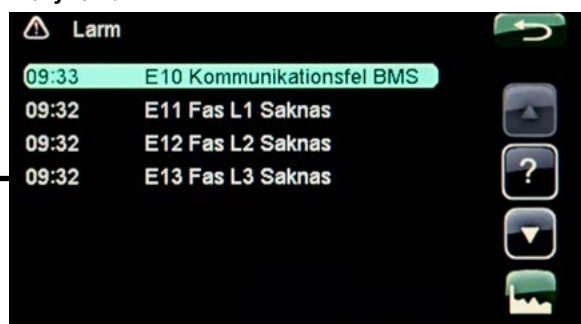 Larm
09:33 E10 Kommunikationsfel BMS
09:32 E11 Fas L1 Saknas
09:32 E12 Fas L2 Saknas
09:32 E13 Fas L3 Saknas
?